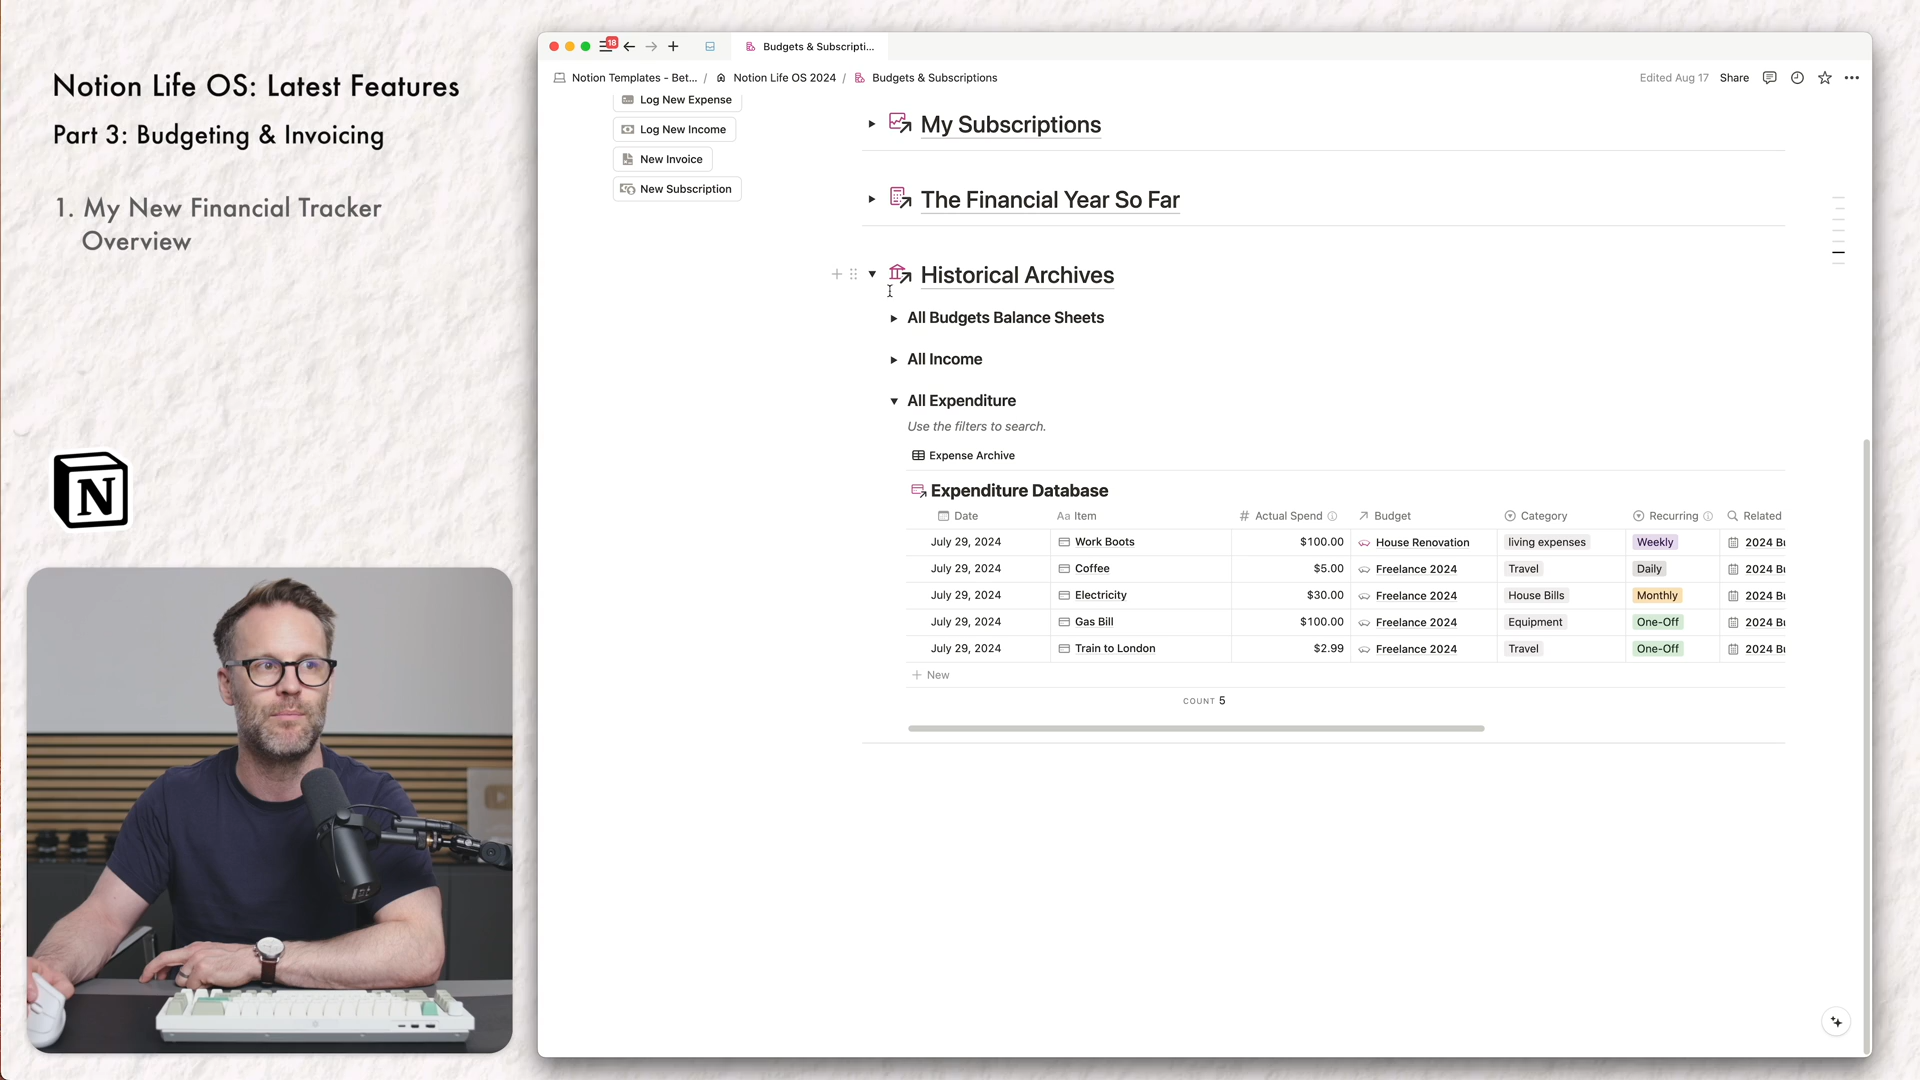 Notion Life OS: Latest Features
Part 3: Budgeting & Invoicing
1. My New Financial Tracker
Overview
N
18
Budgets & Subscripti...
Notion Templates - Bet... / Notion Life OS 2024 / Budgets & Subscriptions
Edited Aug 17 Share
Log New Expense
Log New Income
New Invoice
New Subscription
My Subscriptions
The Financial Year So Far
Historical Archives
All Budgets Balance Sheets
All Income
All Expenditure
Use the filters to search.
Expense Archive
Expenditure Database
Date Aa Item # Actual Spend Budget Category Recurring Related
July 29, 2024 Work Boots $100.00 House Renovation living expenses Weekly 2024 Bu
July 29, 2024 Coffee $5.00 Freelance 2024 Travel Daily 2024 Bu
July 29, 2024 Electricity $30.00 Freelance 2024 House Bills Monthly 2024 Bu
July 29, 2024 Gas Bill $100.00 Freelance 2024 Equipment One-Off 2024 Bu
July 29, 2024 Train to London $2.99 Freelance 2024 Travel One-Off 2024 Bu
+ New
COUNT 5